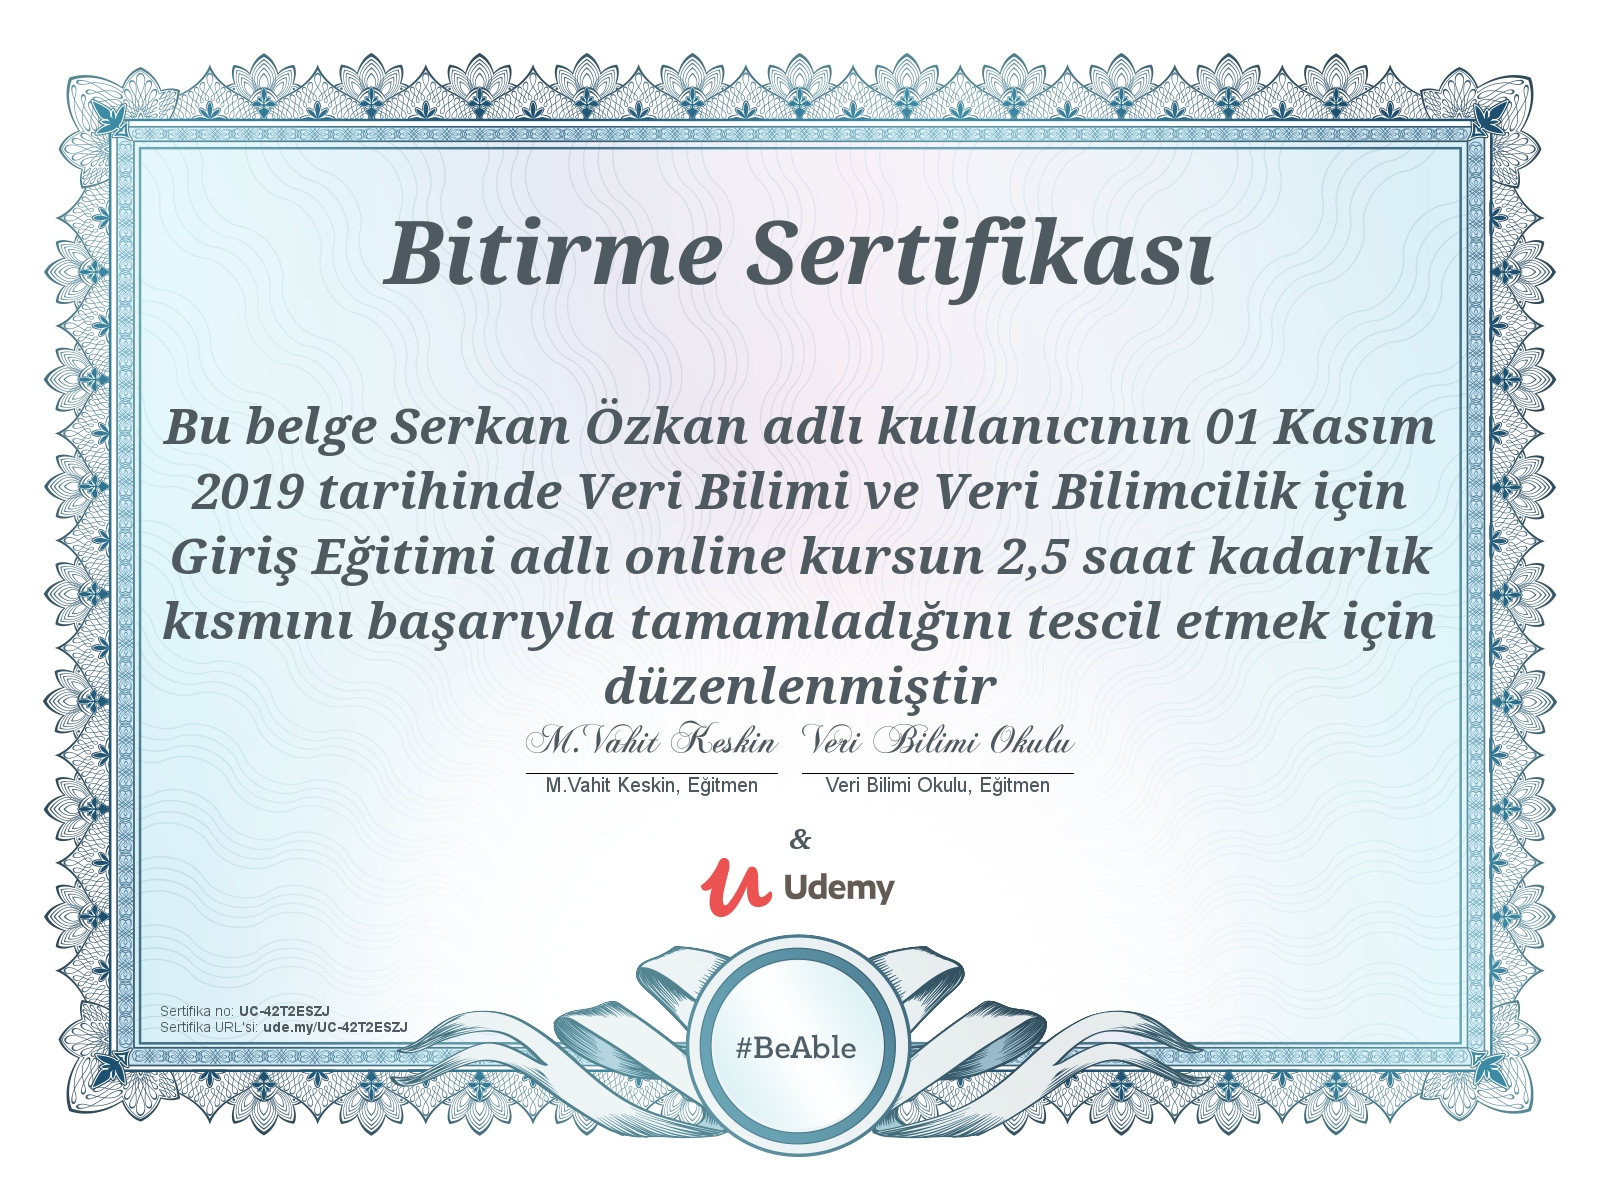 Bitirme Sertifikası
Bu belge Serkan Özkan adlı kullanıcının 01 Kasım
2019 tarihinde Veri Bilimi ve Veri Bilimcilik için
Giriş Eğitimi adlı online kursun 2,5 saat kadarlık
kısmını başarıyla tamamladığını tescil etmek için
düzenlenmiştir
M.Vahit Keskin Veri Bilimi Okulu
M.Vahit Keskin, Eğitmen Veri Bilimi Okulu, Eğitmen
&
Udemy
Sertifika no: UC-42T2ESZJ
Sertifika URL'si: ude.my/UC-42T2ESZJ
#BeAble